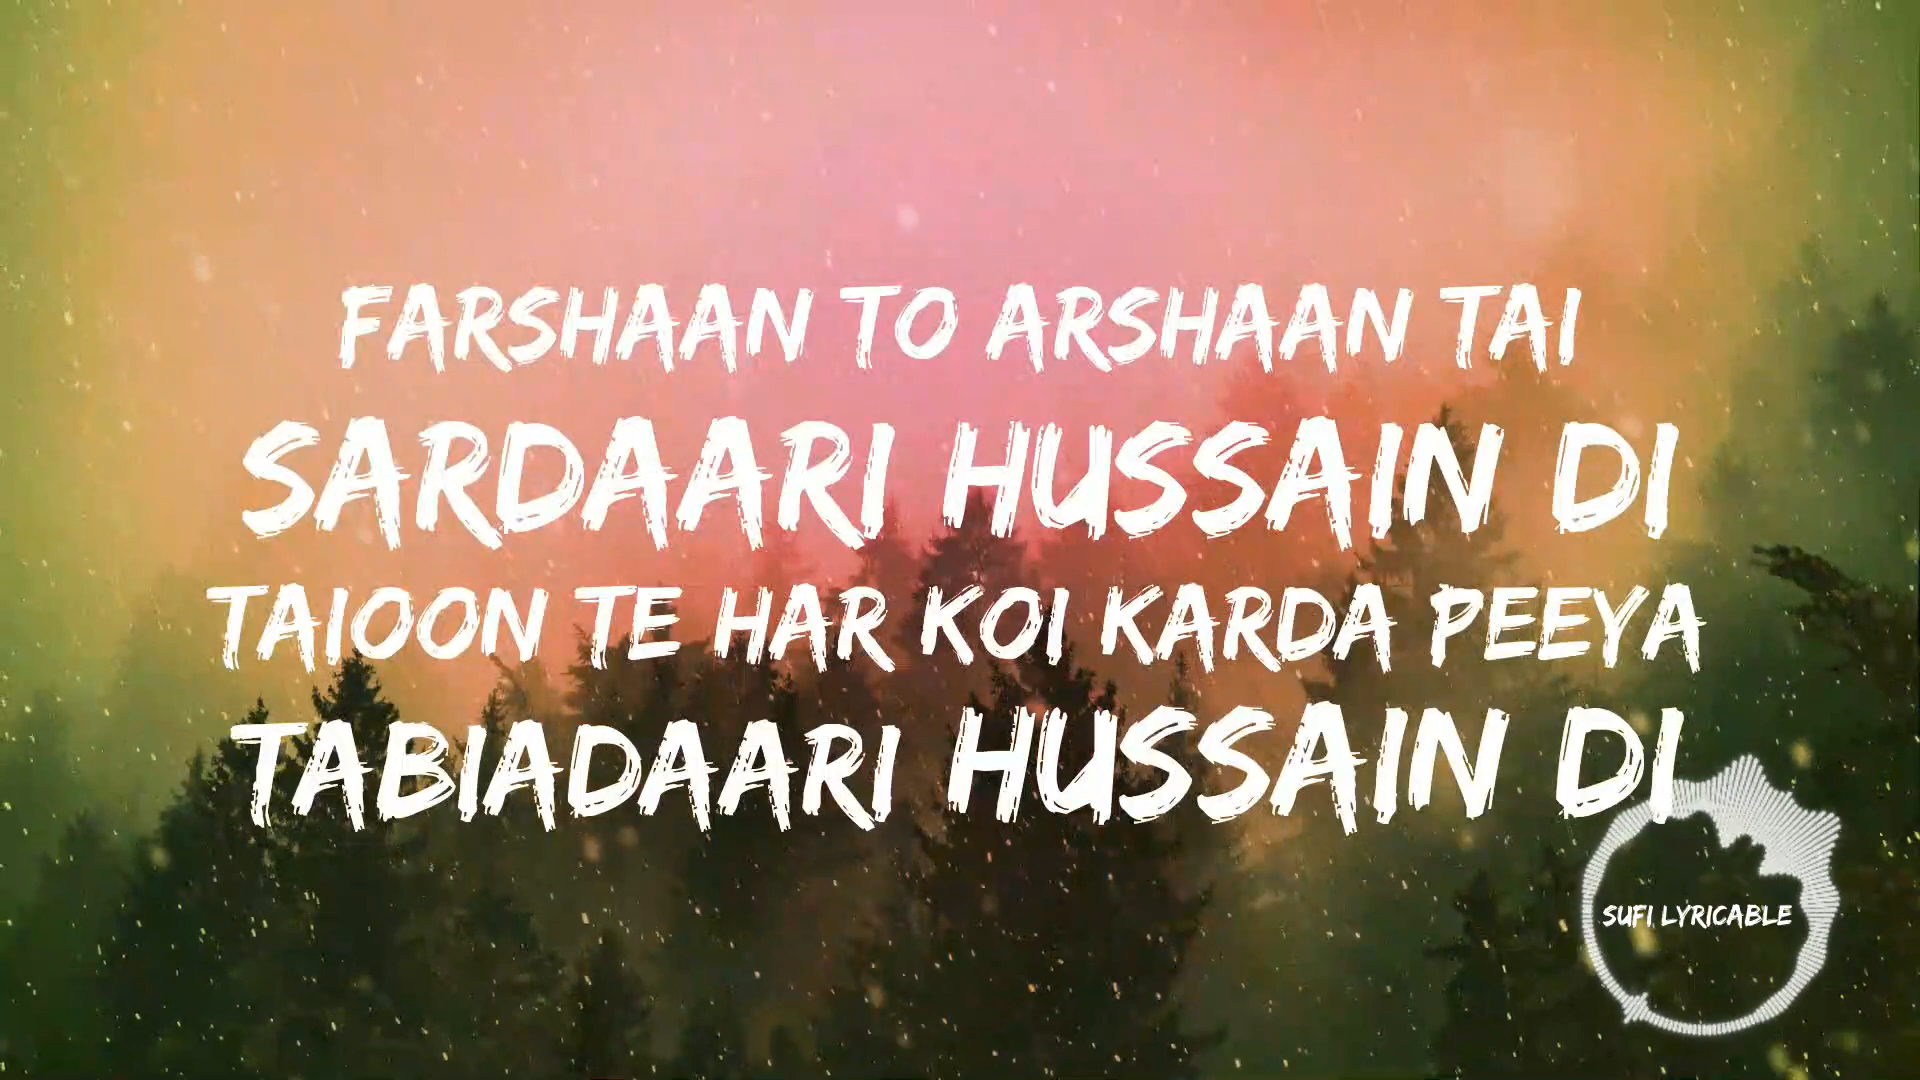 FARSHAAN TO ARSHAAN TAI
SARDAARI HUSSAIN DI
TAIOON TE HAR KOI KARDA PEEYA
TABIADAARI HUSSAIN DI
SUFI LYRICABLE